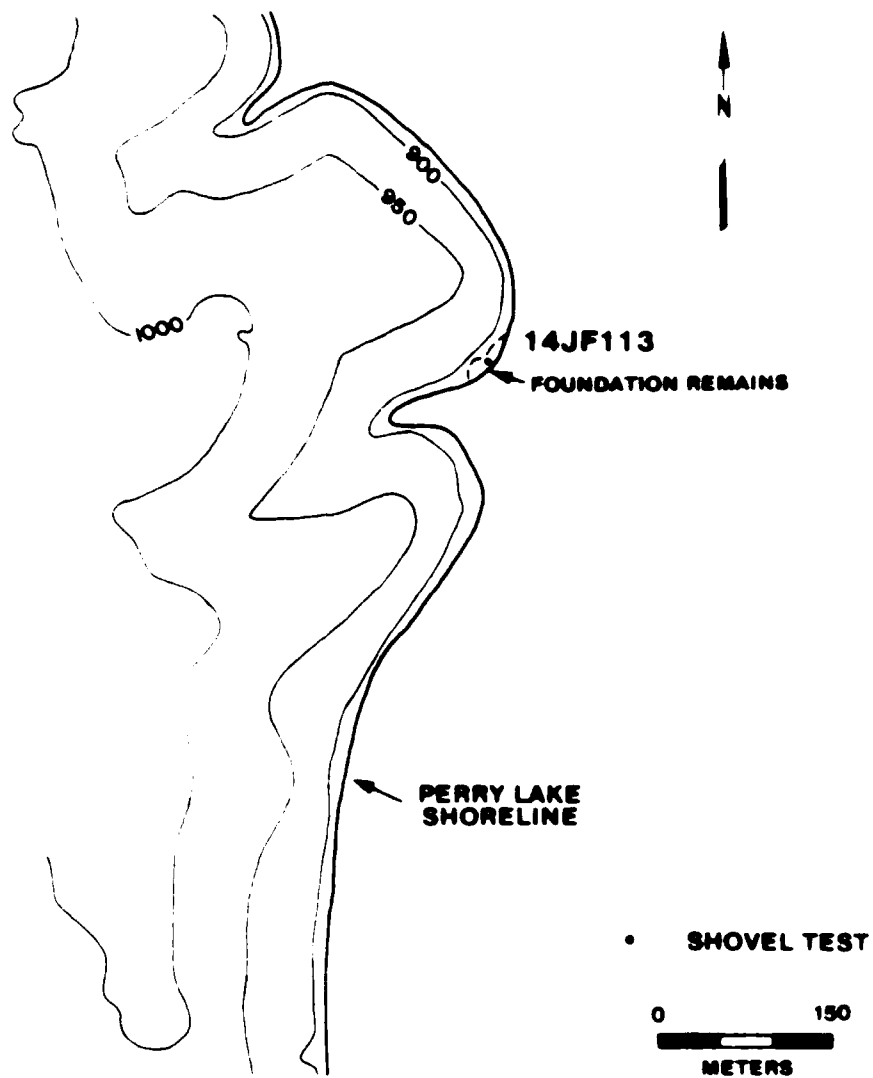 N
900
950
1000
14JF113
FOUNDATION REMAINS
PERRY LAKE
SHORELINE
SHOVEL TEST
0 150
METERS